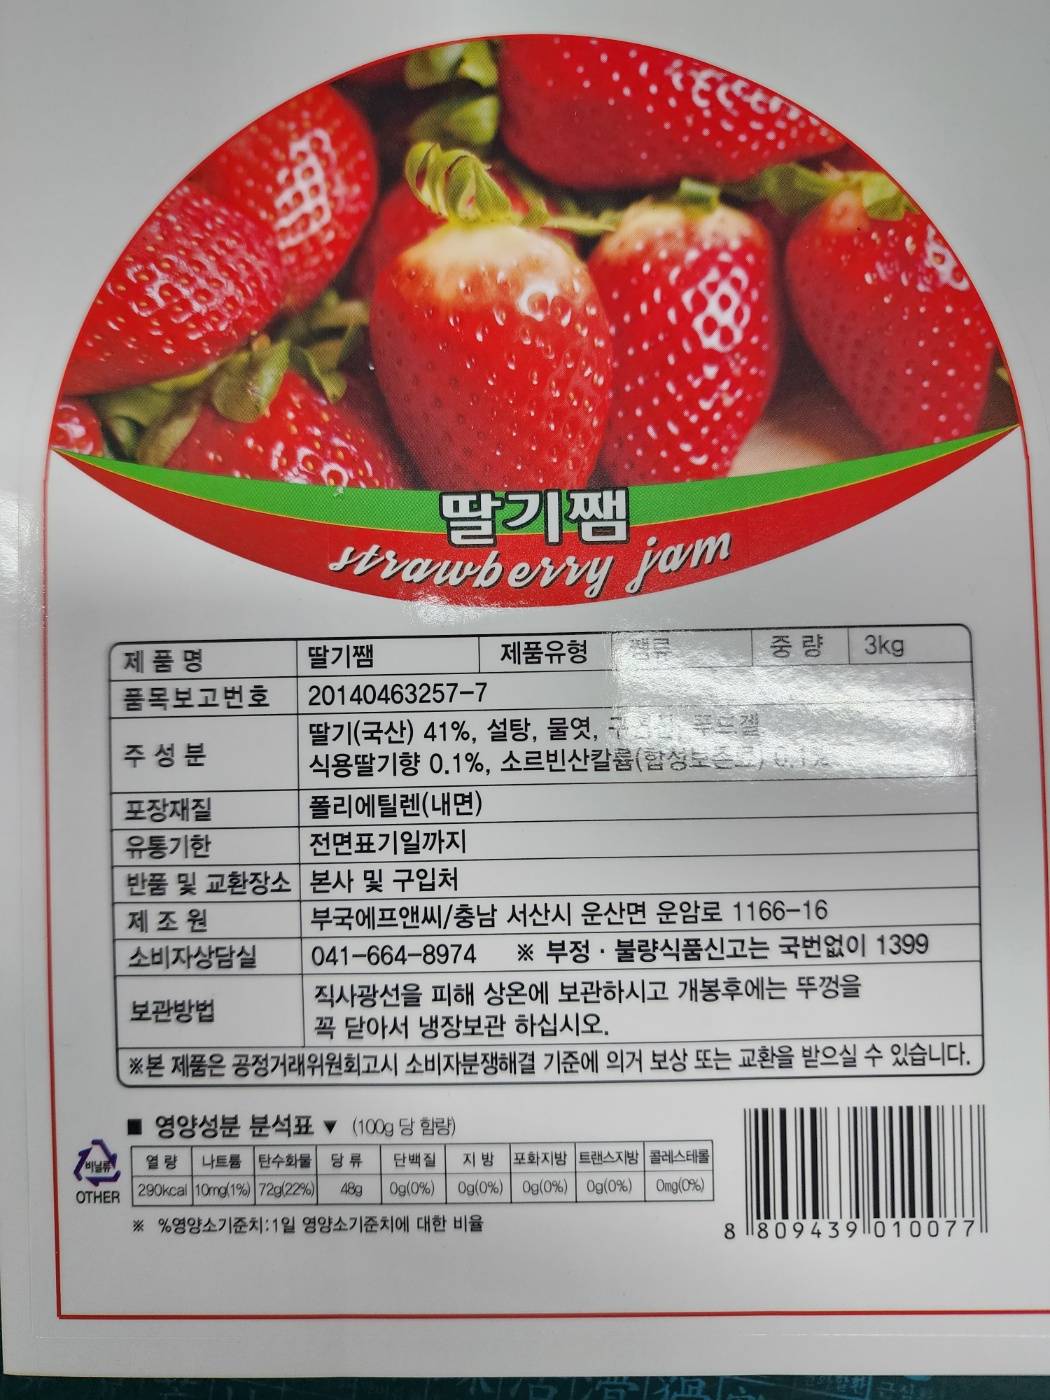 딸기쨈
strawberry jam
제품명 딸기쨈 제품유형 쨈류 중량 3kg
품목보고번호 20140463257-7
주성분 딸기(국산) 41%, 설탕, 물엿, 푸드겔
식용딸기향 0.1%, 소르빈산칼륨(합성보존료) 0.1%
포장재질 폴리에틸렌(내면)
유통기한 전면표기일까지
반품 및 교환장소 본사 및 구입처
제조원 부국에프앤씨/충남 서산시 운산면 운암로 1166-16
소비자상담실 041-664-8974 ※ 부정·불량식품신고는 국번없이 1399
보관방법 직사광선을 피해 상온에 보관하시고 개봉후에는 뚜껑을
꼭 닫아서 냉장보관 하십시오.
※본 제품은 공정거래위원회고시 소비자분쟁해결 기준에 의거 보상 또는 교환을 받으실 수 있습니다.
■ 영양성분 분석표 ▼ (100g 당 함량)
열량 나트륨 탄수화물 당류 단백질 지방 포화지방 트랜스지방 콜레스테롤
290kcal 10mg(1%) 72g(22%) 48g 0g(0%) 0g(0%) 0g(0%) 0g(0%) 0mg(0%)
비닐류
OTHER
※ %영양소기준치:1일 영양소기준치에 대한 비율
8 809439 010077